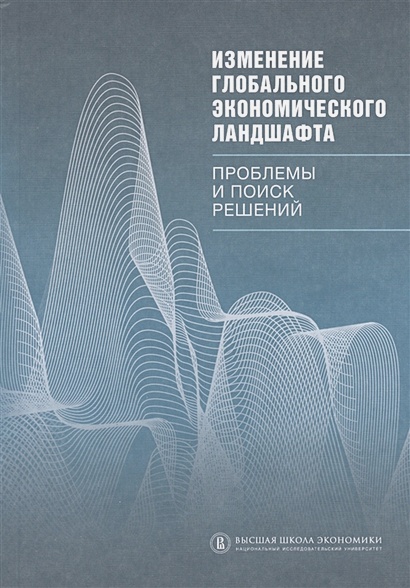 ИЗМЕНЕНИЕ
ГЛОБАЛЬНОГО
ЭКОНОМИЧЕСКОГО
ЛАНДШАФТА
ПРОБЛЕМЫ
И ПОИСК
РЕШЕНИЙ
ВЫСШАЯ ШКОЛА ЭКОНОМИКИ
НАЦИОНАЛЬНЫЙ ИССЛЕДОВАТЕЛЬСКИЙ УНИВЕРСИТЕТ